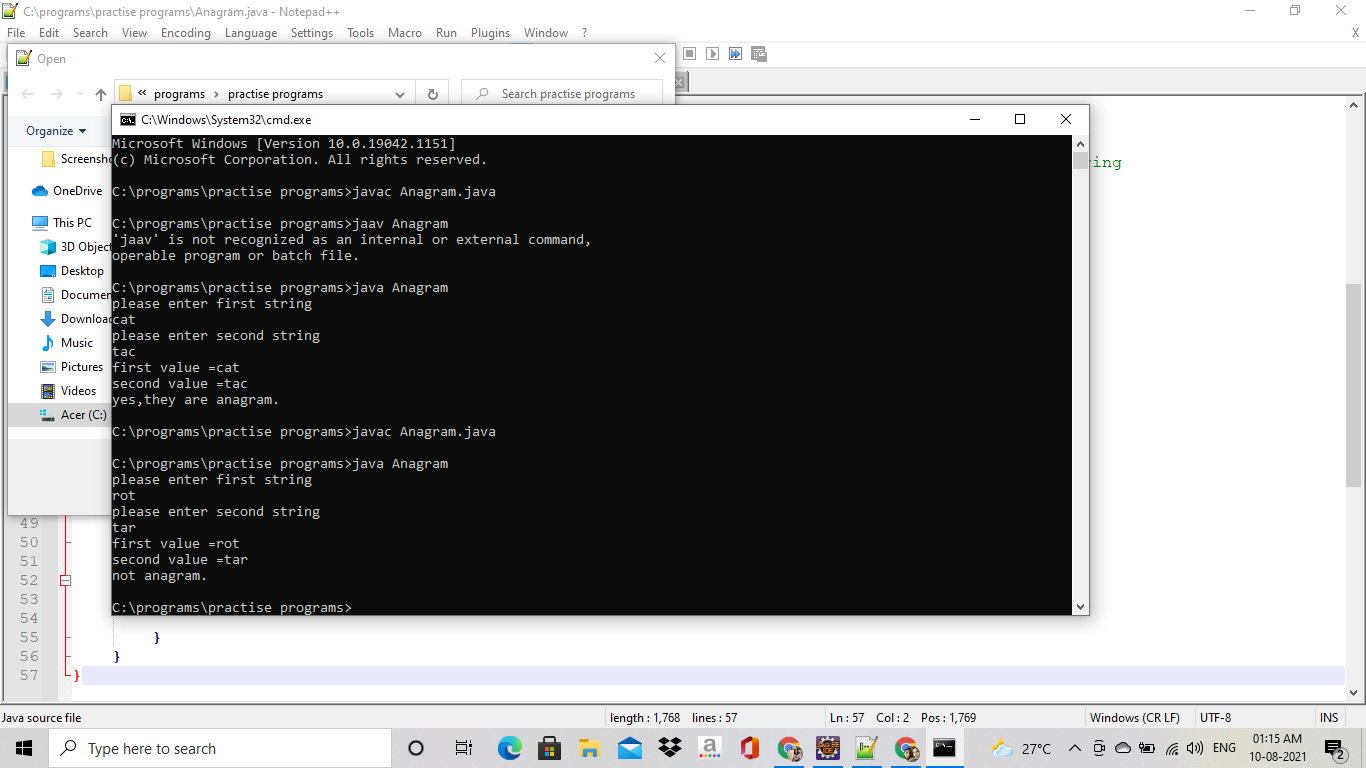 C:\programs\practise programs\Anagram.java - Notepad++
File Edit Search View Encoding Language Settings Tools Macro Run Plugins Window ? X
Open
« programs › practise programs
Search practise programs
Organize
Screensho
OneDrive
This PC
3D Object
Desktop
Documen
Download
Music
Pictures
Videos
Acer (C:)
C:\Windows\System32\cmd.exe
Microsoft Windows [Version 10.0.19042.1151]
(c) Microsoft Corporation. All rights reserved.
C:\programs\practise programs>javac Anagram.java
C:\programs\practise programs>jaav Anagram
'jaav' is not recognized as an internal or external command,
operable program or batch file.
C:\programs\practise programs>java Anagram
please enter first string
cat
please enter second string
tac
first value =cat
second value =tac
yes,they are anagram.
C:\programs\practise programs>javac Anagram.java
C:\programs\practise programs>java Anagram
please enter first string
rot
please enter second string
tar
first value =rot
second value =tar
not anagram.
C:\programs\practise programs>
ing
49
50
51
52
53
54
55 }
56 }
57 }
Java source file length : 1,768 lines : 57 Ln : 57 Col : 2 Pos : 1,769 Windows (CR LF) UTF-8 INS
Type here to search
27°C
ENG
01:15 AM
10-08-2021
2